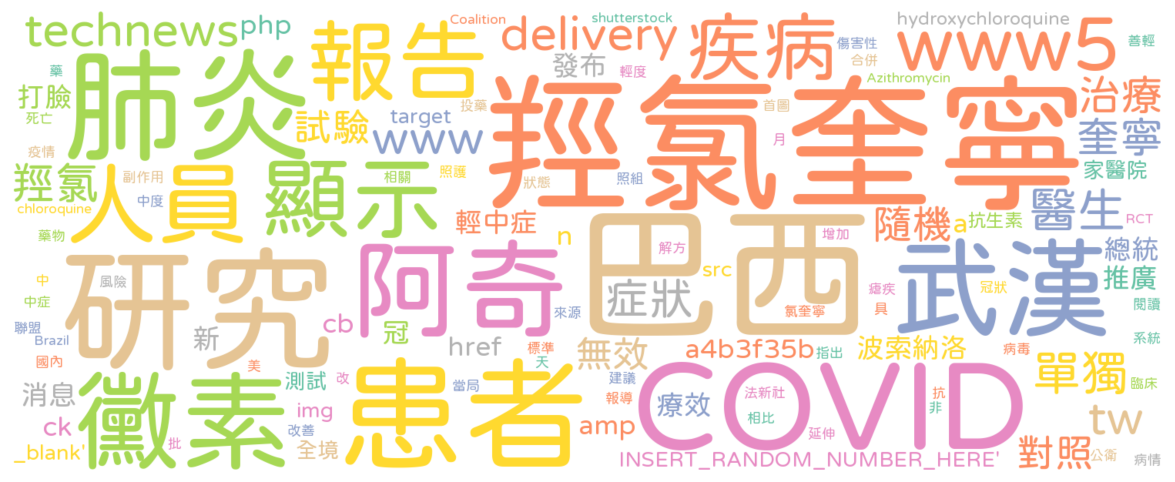 technews
php
報告
Coalition
shutterstock
delivery
疾病
hydroxychloroquine
www5
善輕
傷害性
合併
發布
輕度
Azithromycin
藥
肺炎
打臉
死亡
試驗
投藥
target
www
羥氯奎寧
首圖
月
治療
奎寧
疫情
人員
顯示
相關
照護
狀態
照組
家醫院
羥氯
副作用
中度
chloroquine
藥物
輕中症
n
巴西
解方
增加
隨機
a
抗生素
醫生
RCT
研究
阿奇
症狀
src
武漢
總統
推廣
中
風險
中症
瘧疾
冠狀
具
閱讀
聯盟
Brazil
新
cb
冠
來源
氯奎寧
系統
國內
美
href
標準
天
無效
a4b3f35b
指出
波索納洛
病毒
單獨
臨床
消息
黴素
測試
改
患者
當局
建議
報導
COVID
療效
法新社
相比
抗
非
tw
ck
img
改善
amp
延伸
_blank'
批
全境
INSERT_RANDOM_NUMBER_HERE'
對照
公衛
病情